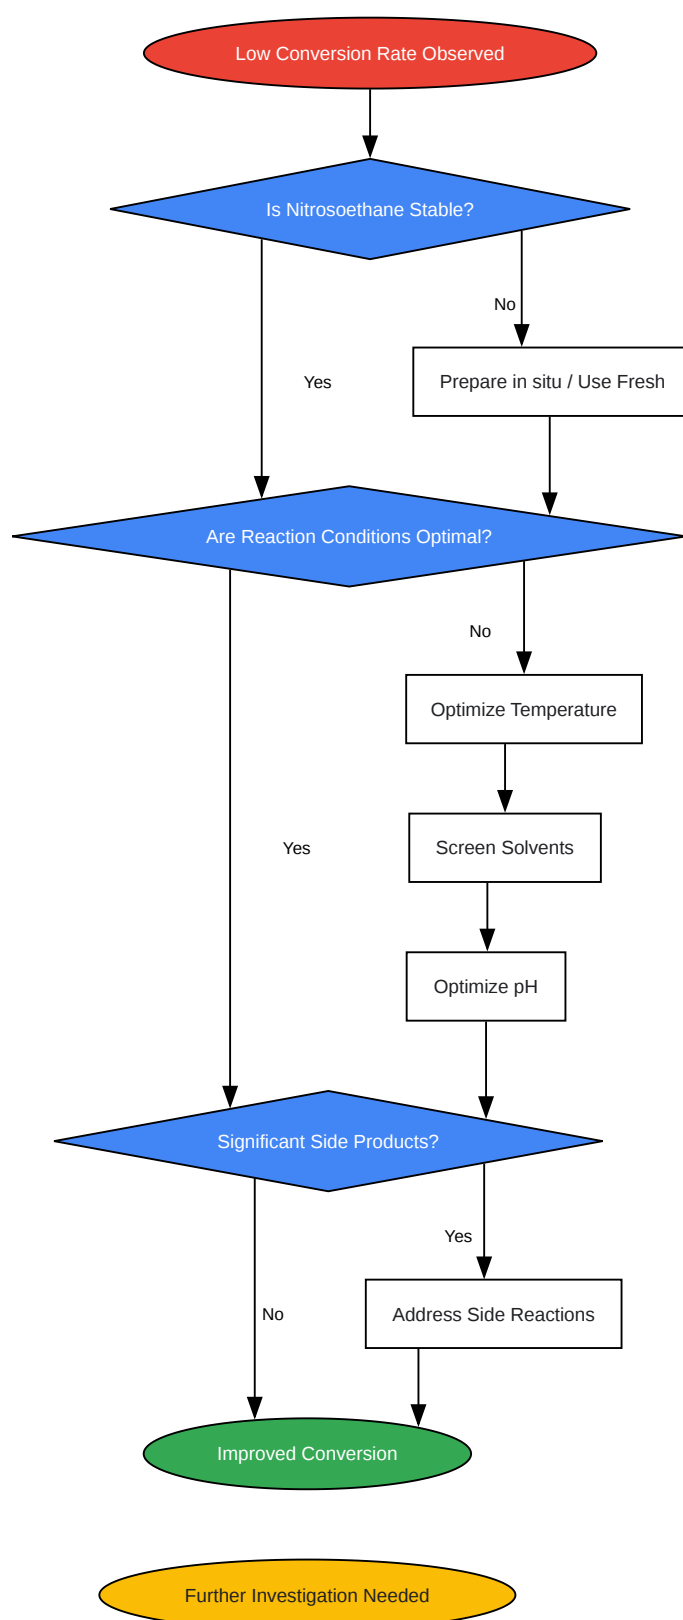 Low Conversion Rate Observed
Is Nitrosoethane Stable?
No
Yes
Prepare in situ / Use Fresh
Are Reaction Conditions Optimal?
No
Optimize Temperature
Yes
Screen Solvents
Optimize pH
Significant Side Products?
Yes
No
Address Side Reactions
Improved Conversion
Further Investigation Needed